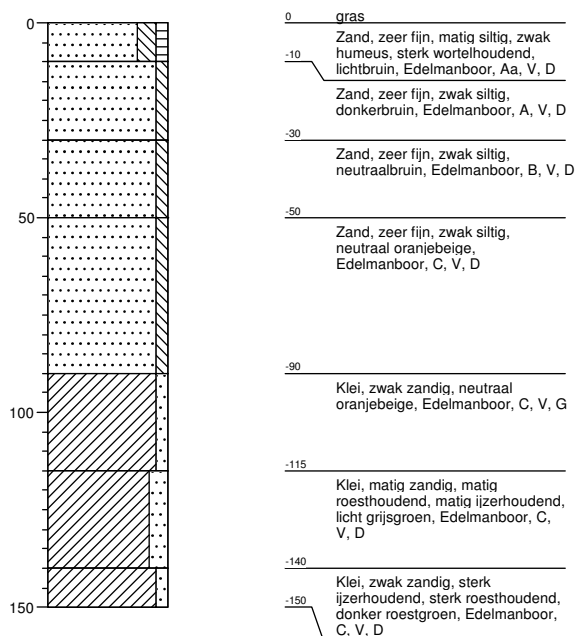 0
50
100
150
0 gras
Zand, zeer fijn, matig siltig, zwak
humeus, sterk wortelhoudend,
lichtbruin, Edelmanboor, Aa, V, D
-10
Zand, zeer fijn, zwak siltig,
donkerbruin, Edelmanboor, A, V, D
-30
Zand, zeer fijn, zwak siltig,
neutraalbruin, Edelmanboor, B, V, D
-50
Zand, zeer fijn, zwak siltig,
neutraal oranjebeige,
Edelmanboor, C, V, D
-90
Klei, zwak zandig, neutraal
oranjebeige, Edelmanboor, C, V, G
-115
Klei, matig zandig, matig
roesthoudend, matig ijzerhoudend,
licht grijsgroen, Edelmanboor, C,
V, D
-140
Klei, zwak zandig, sterk
ijzerhoudend, sterk roesthoudend,
donker roestgroen, Edelmanboor,
C, V, D
-150